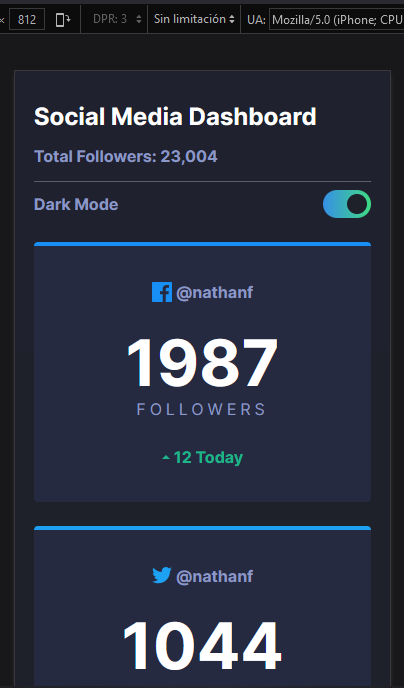 × 812 DPR: 3 Sin limitación UA: Mozilla/5.0 (iPhone; CPU
Social Media Dashboard
Total Followers: 23,004
Dark Mode
@nathanf
1987
FOLLOWERS
12 Today
@nathanf
1044